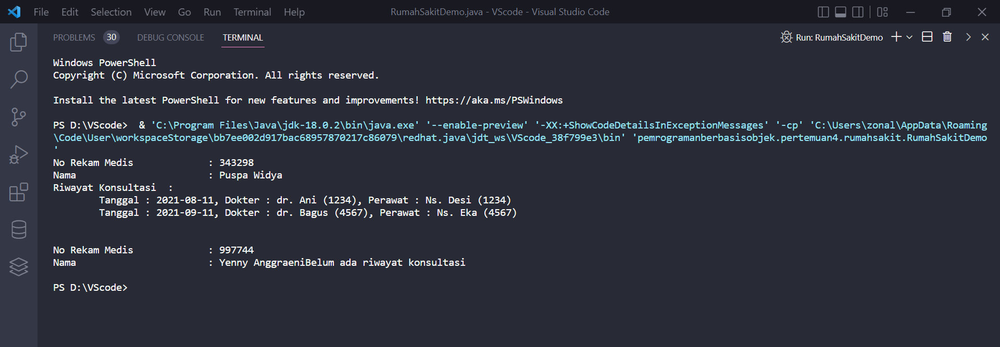 File Edit Selection View Go Run Terminal Help RumahSakitDemo.java - VScode - Visual Studio Code
PROBLEMS 30 DEBUG CONSOLE TERMINAL Run: RumahSakitDemo
Windows PowerShell
Copyright (C) Microsoft Corporation. All rights reserved.
Install the latest PowerShell for new features and improvements! https://aka.ms/PSWindows
PS D:\VScode>  & 'C:\Program Files\Java\jdk-18.0.2\bin\java.exe' '--enable-preview' '-XX:+ShowCodeDetailsInExceptionMessages' '-cp' 'C:\Users\zonal\AppData\Roaming
\Code\User\workspaceStorage\bb7ee002d917bac68957870217c86079\redhat.java\jdt_ws\VScode_38f799e3\bin' 'pemrogramanberbasisobjek.pertemuan4.rumahsakit.RumahSakitDemo
'
No Rekam Medis : 343298
Nama : Puspa Widya
Riwayat Konsultasi :
Tanggal : 2021-08-11, Dokter : dr. Ani (1234), Perawat : Ns. Desi (1234)
Tanggal : 2021-09-11, Dokter : dr. Bagus (4567), Perawat : Ns. Eka (4567)
No Rekam Medis : 997744
Nama : Yenny AnggraeniBelum ada riwayat konsultasi
PS D:\VScode>